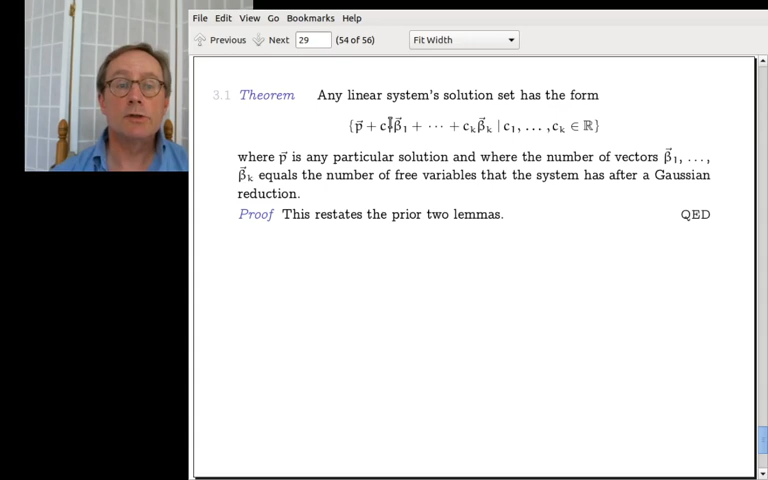 File Edit View Go Bookmarks Help
Previous Next 29 (54 of 56) Fit Width
3.1 Theorem Any linear system's solution set has the form
{p⃗ + c₁β⃗₁ + ··· + cₖβ⃗ₖ | c₁, ..., cₖ ∈ ℝ}
where p⃗ is any particular solution and where the number of vectors β⃗₁, ...,
β⃗ₖ equals the number of free variables that the system has after a Gaussian
reduction.
Proof This restates the prior two lemmas. QED